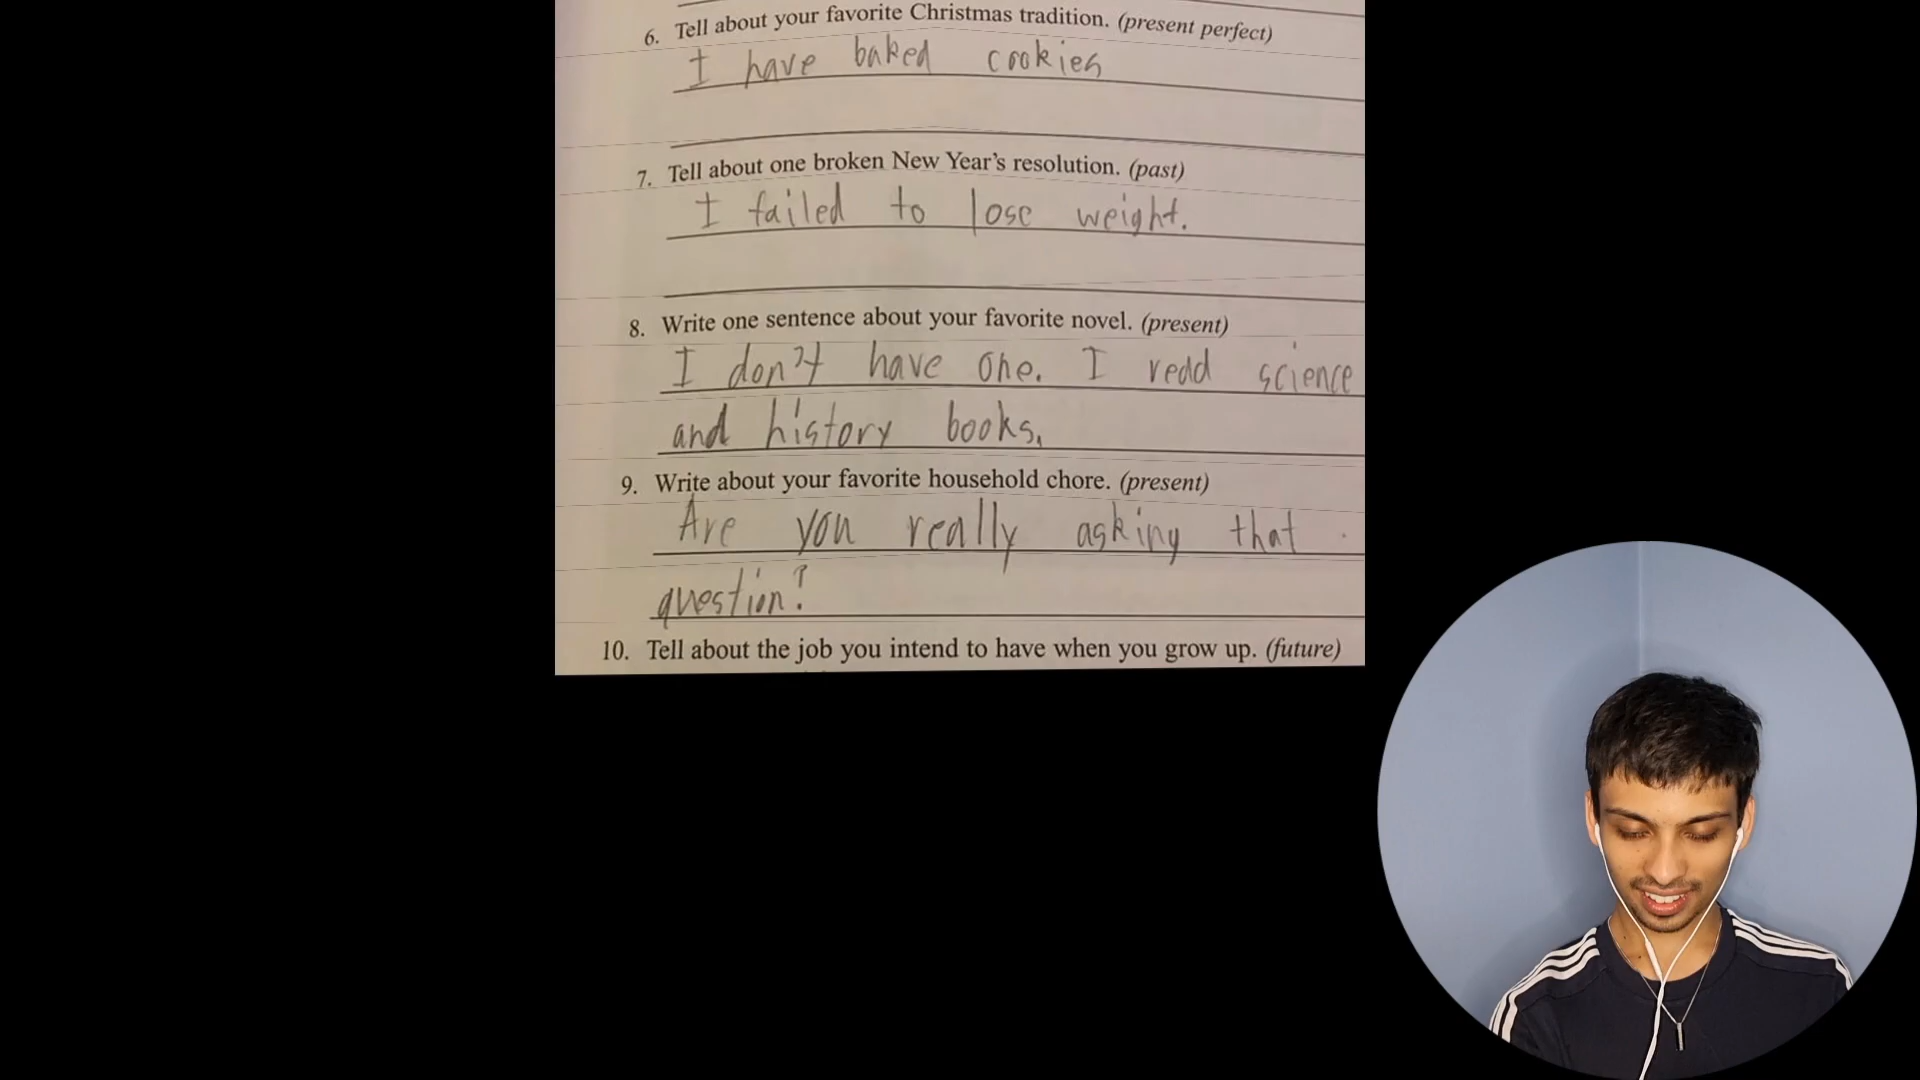 6. Tell about your favorite Christmas tradition. (present perfect)
I have baked cookies
7. Tell about one broken New Year's resolution. (past)
I failed to lose weight.
8. Write one sentence about your favorite novel. (present)
I don't have one. I read science
and history books.
9. Write about your favorite household chore. (present)
Are you really asking that
question?
10. Tell about the job you intend to have when you grow up. (future)